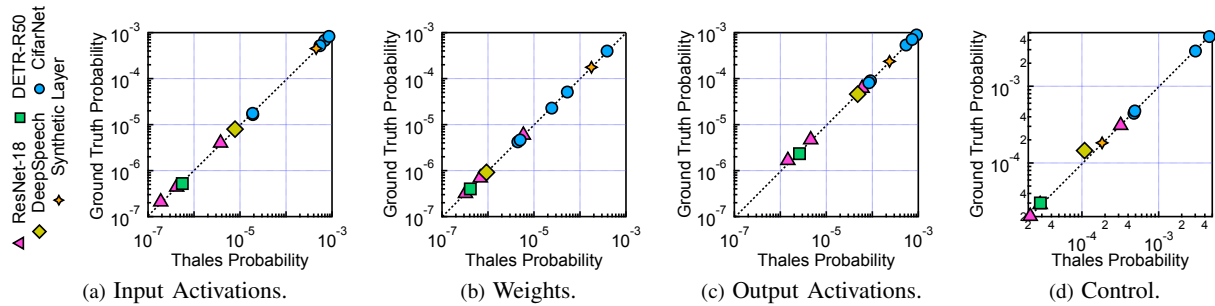 ResNet-18 DETR-R50
DeepSpeech CifarNet
Synthetic Layer
Ground Truth Probability
10-3
10-4
10-5
10-6
10-7
10-7 10-5 10-3
Thales Probability
(a) Input Activations.
Ground Truth Probability
10-3
10-4
10-5
10-6
10-7
10-7 10-5 10-3
Thales Probability
(b) Weights.
Ground Truth Probability
10-3
10-4
10-5
10-6
10-7
10-7 10-5 10-3
Thales Probability
(c) Output Activations.
Ground Truth Probability
4
2
10-3
4
2
10-4
4
2
2 4 10-4 2 4 10-3 2 4
Thales Probability
(d) Control.